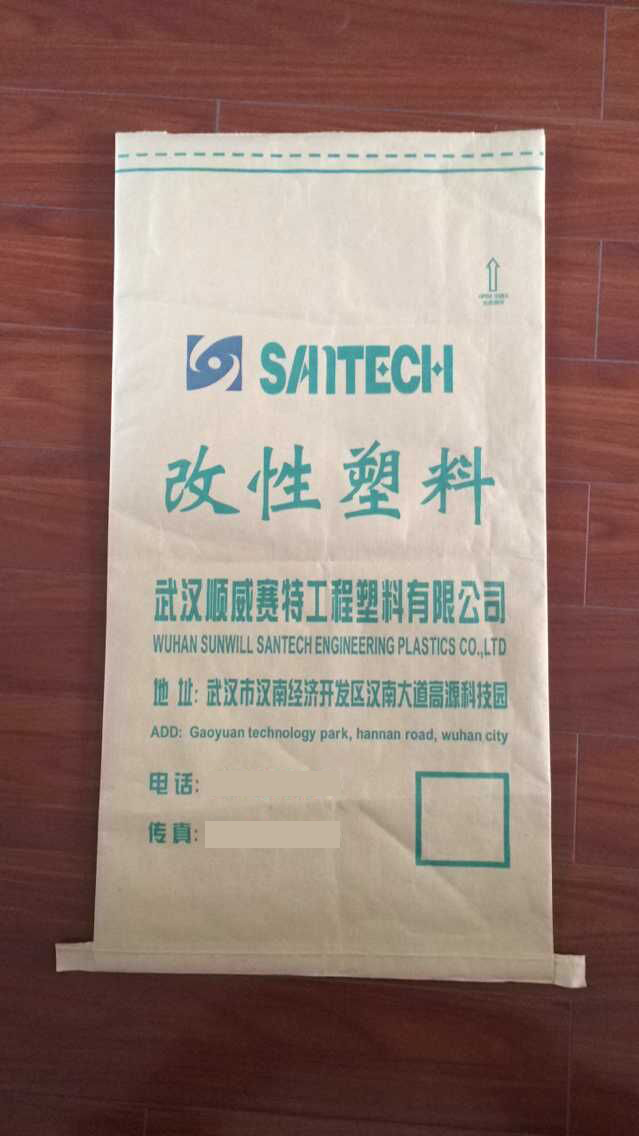 SANTECH
改性塑料
武汉顺威赛特工程塑料有限公司
WUHAN SUNWILL SANTECH ENGINEERING PLASTICS CO.,LTD
地 址: 武汉市汉南经济开发区汉南大道高源科技园
ADD: Gaoyuan technology park, hannan road, wuhan city
电话:
传真: